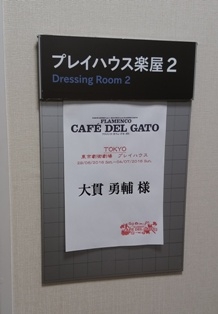 プレイハウス楽屋 2
Dressing Room 2
FLAMENCO
CAFÉ DEL GATO
TOKYO
東京芸術劇場 プレイハウス
大貫 勇輔 様